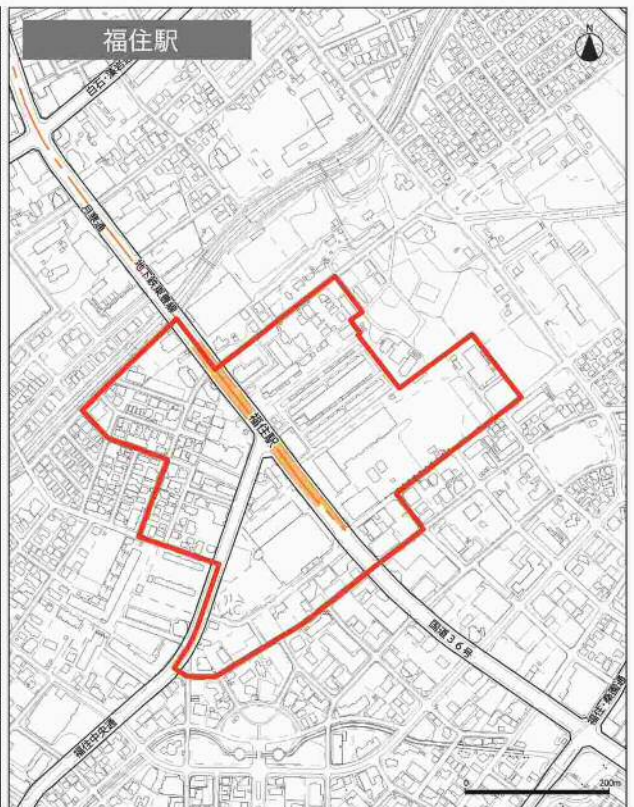 福住駅
N
白石・藻岩通
月寒通
地下鉄東豊線
福住駅
国道36号
福住・桑園通
福住中央通
0 200m